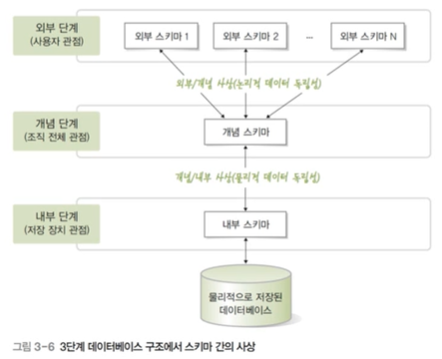 외부 단계
(사용자 관점)
외부 스키마 1
외부 스키마 2
...
외부 스키마 N
외부/개념 사상(논리적 데이터 독립성)
개념 단계
(조직 전체 관점)
개념 스키마
개념/내부 사상(물리적 데이터 독립성)
내부 단계
(저장 장치 관점)
내부 스키마
물리적으로 저장된
데이터베이스
그림 3-6 3단계 데이터베이스 구조에서 스키마 간의 사상